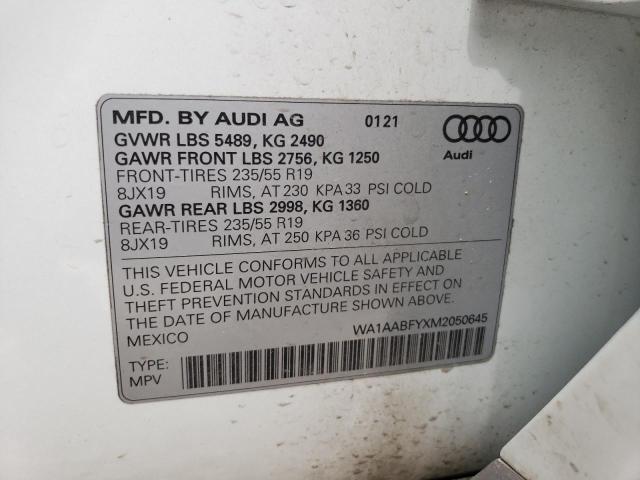 MFD. BY AUDI AG 01 21
GVWR LBS 5489, KG 2490
GAWR FRONT LBS 2756, KG 1250
Audi
FRONT-TIRES 235/55 R19
8JX19 RIMS, AT 230 KPA 33 PSI COLD
GAWR REAR LBS 2998, KG 1360
REAR-TIRES 235/55 R19
8JX19 RIMS, AT 250 KPA 36 PSI COLD
THIS VEHICLE CONFORMS TO ALL APPLICABLE
U.S. FEDERAL MOTOR VEHICLE SAFETY AND
THEFT PREVENTION STANDARDS IN EFFECT ON
THE DATE OF MANUFACTURE SHOWN ABOVE.
MEXICO
WA1AABFYXM2050645
TYPE:
MPV